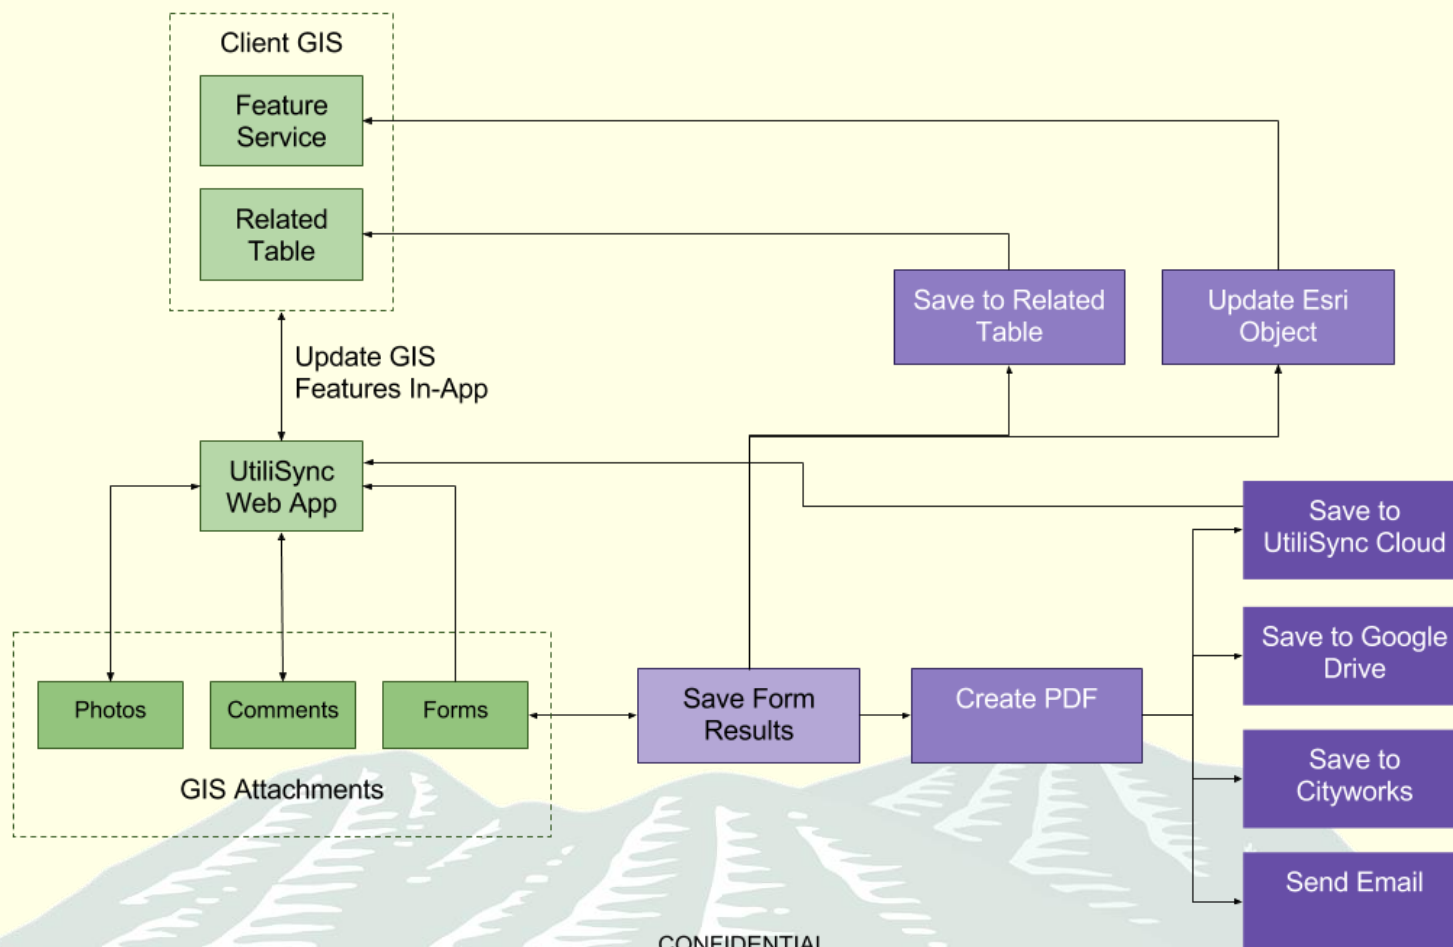 Client GIS
Feature
Service
Related
Table
Save to Related
Table
Update Esri
Object
Update GIS
Features In-App
UtiliSync
Web App
Save to
UtiliSync Cloud
Save to Google
Drive
Photos
Comments
Forms
Save Form
Results
Create PDF
Save to
Cityworks
GIS Attachments
Send Email
CONFIDENTIAL